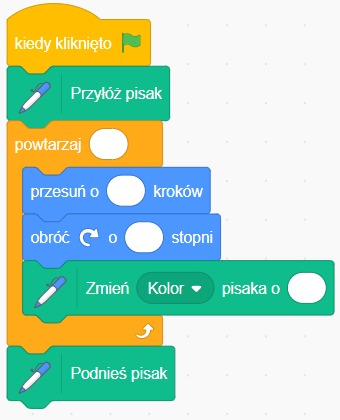 kiedy kliknięto
Przyłóż pisak
powtarzaj
przesuń o kroków
obróć o stopni
Zmień Kolor pisaka o
Podnieś pisak